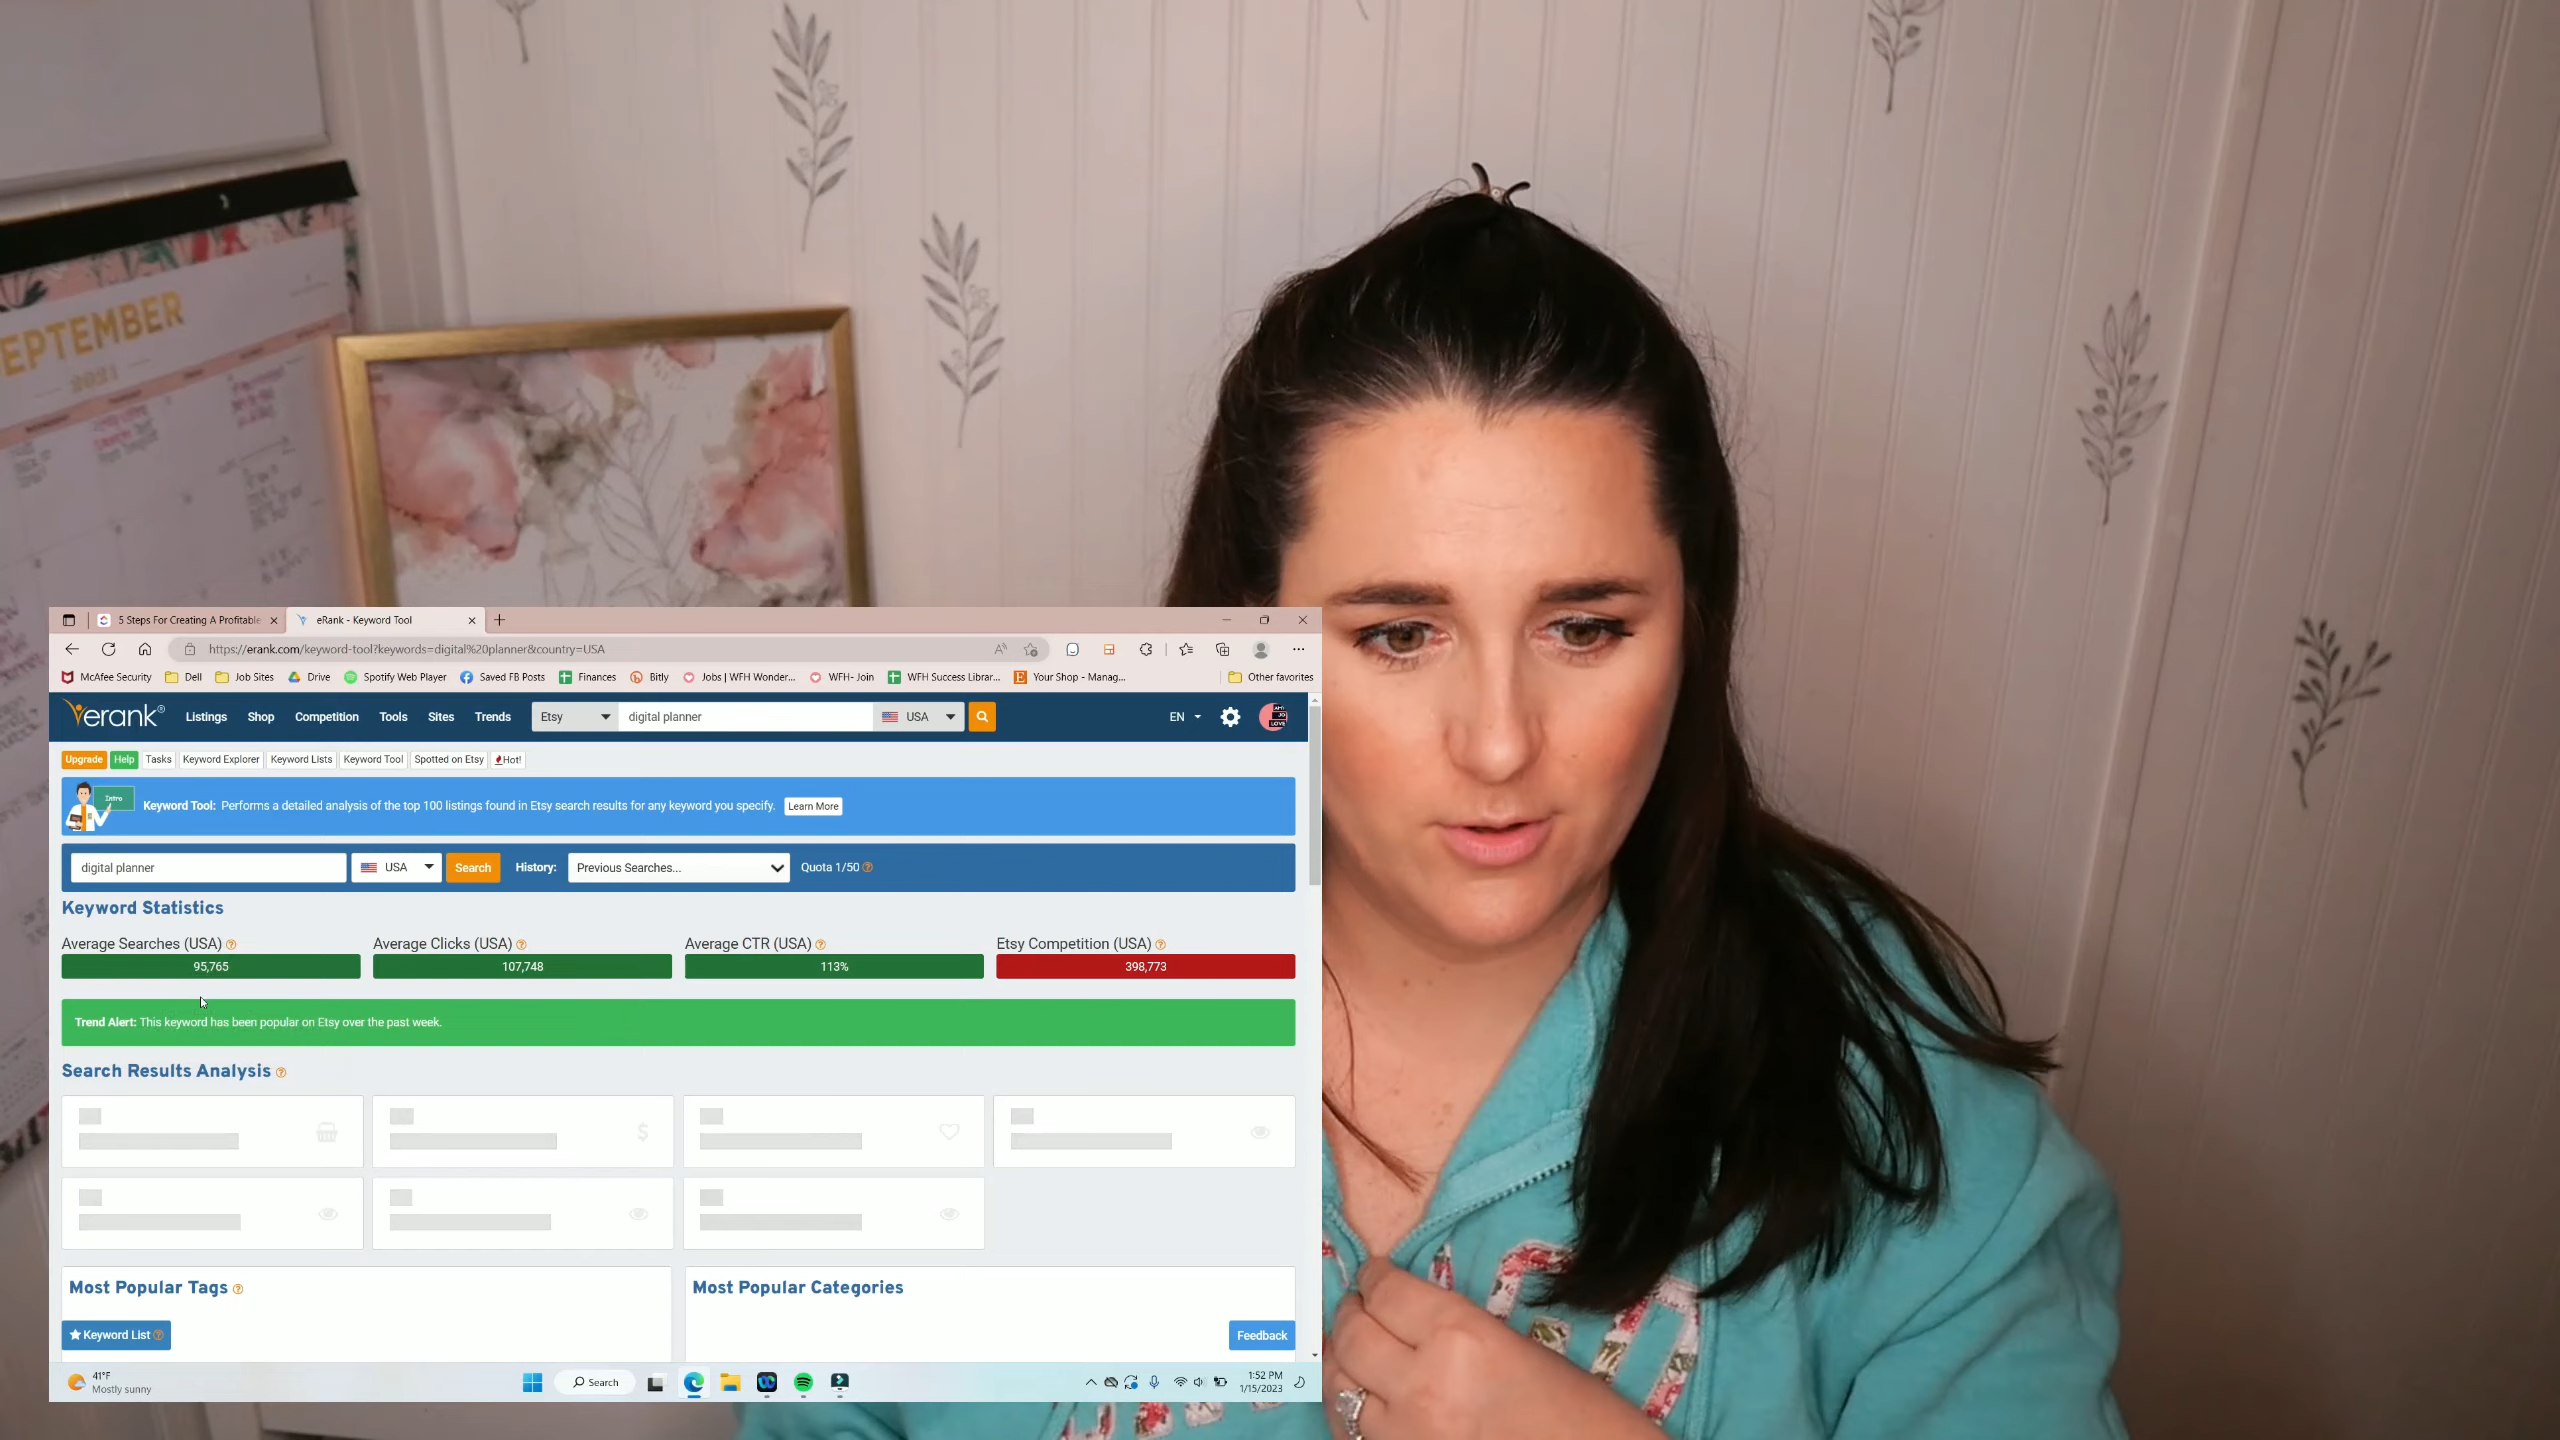 EPTEMBER
2021
5 Steps For Creating A Profitable
eRank - Keyword Tool
https://erank.com/keyword-tool?keywords=digital%20planner&country=USA
McAfee Security
Dell
Job Sites
Drive
Spotify Web Player
Saved FB Posts
Finances
Bitly
Jobs | WFH Wonder...
WFH- Join
WFH Success Librar...
Your Shop - Manag...
Other favorites
erank®
Listings
Shop
Competition
Tools
Sites
Trends
Etsy
digital planner
USA
EN
Upgrade
Help
Tasks
Keyword Explorer
Keyword Lists
Keyword Tool
Spotted on Etsy
Hot!
Intro
Keyword Tool: Performs a detailed analysis of the top 100 listings found in Etsy search results for any keyword you specify.
Learn More
digital planner
USA
Search
History:
Previous Searches...
Quota 1/50
Keyword Statistics
Average Searches (USA)
Average Clicks (USA)
Average CTR (USA)
Etsy Competition (USA)
95,765
107,748
113%
398,773
Trend Alert: This keyword has been popular on Etsy over the past week.
Search Results Analysis
Most Popular Tags
Most Popular Categories
Keyword List
Feedback
41°F
Mostly sunny
Search
1:52 PM
1/15/2023